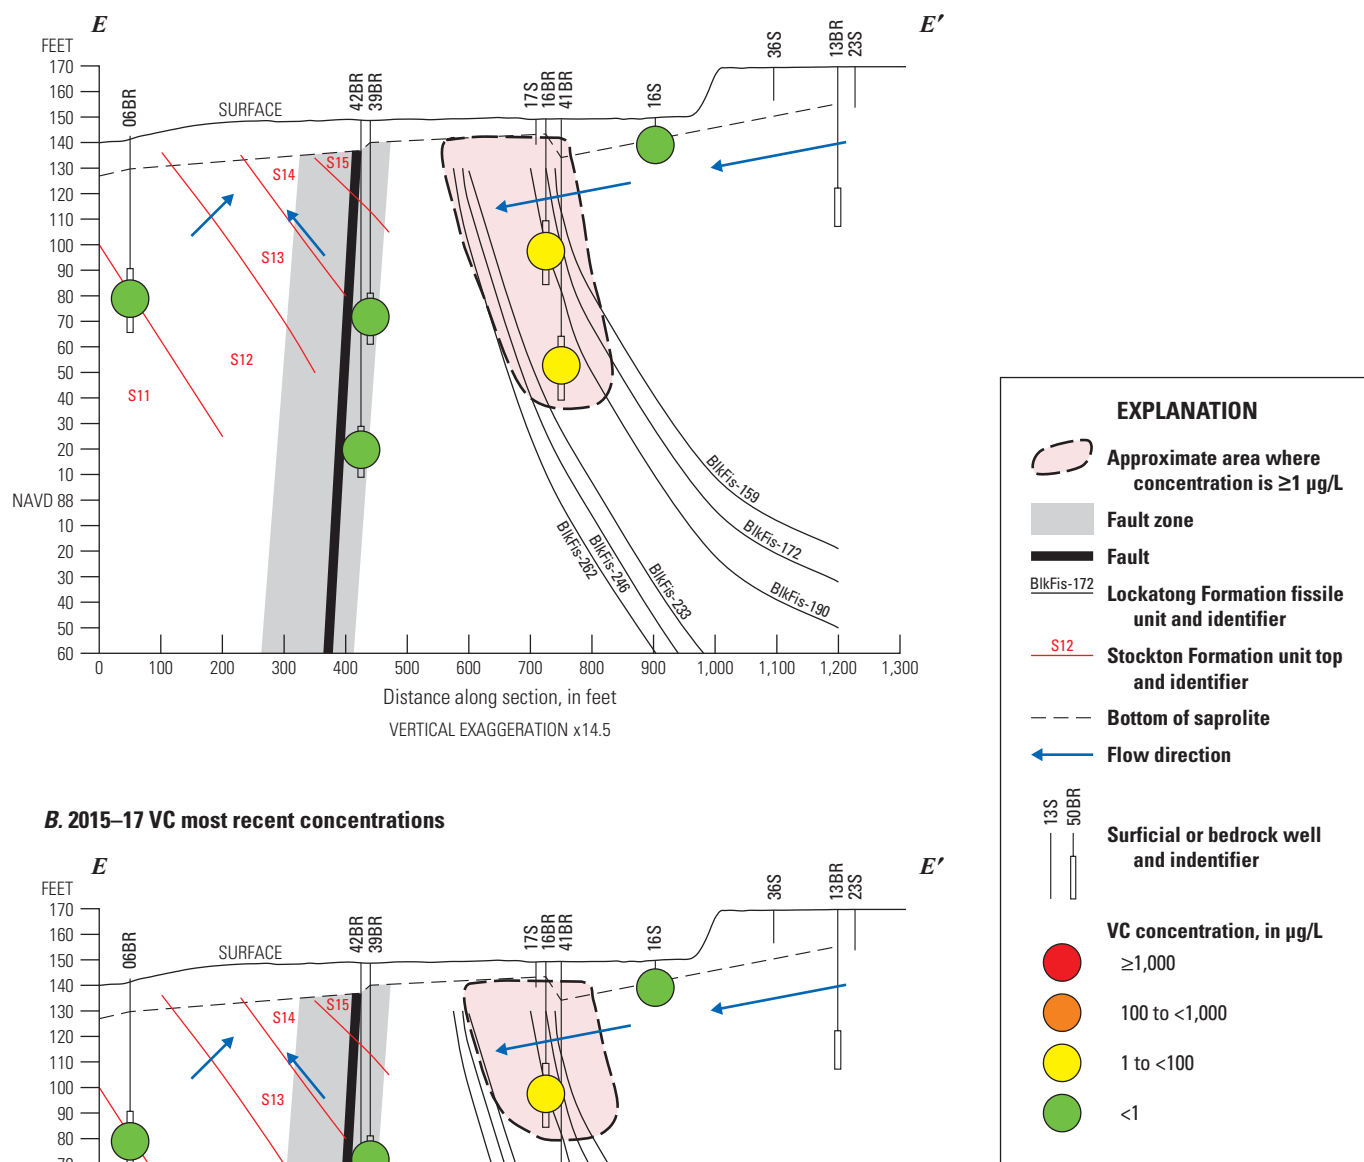 E
E′
FEET
170
160
150
140
130
120
110
100
90
80
70
60
50
40
30
20
10
NAVD 88
10
20
30
40
50
60
06BR
SURFACE
42BR
39BR
17S
16BR
41BR
16S
36S
13BR
23S
S15
S14
S13
S12
S11
BlkFis-159
BlkFis-172
BlkFis-190
BlkFis-233
BlkFis-246
BlkFis-262
0 100 200 300 400 500 600 700 800 900 1,000 1,100 1,200 1,300
Distance along section, in feet
VERTICAL EXAGGERATION x14.5
EXPLANATION
Approximate area where
concentration is ≥1 µg/L
Fault zone
Fault
BlkFis-172
Lockatong Formation fissile
unit and identifier
S12
Stockton Formation unit top
and identifier
Bottom of saprolite
Flow direction
13S
50BR
Surficial or bedrock well
and indentifier
VC concentration, in µg/L
≥1,000
100 to <1,000
1 to <100
<1
B. 2015–17 VC most recent concentrations
E
E′
FEET
170
160
150
140
130
120
110
100
90
80
70
06BR
SURFACE
42BR
39BR
17S
16BR
41BR
16S
36S
13BR
23S
S15
S14
S13